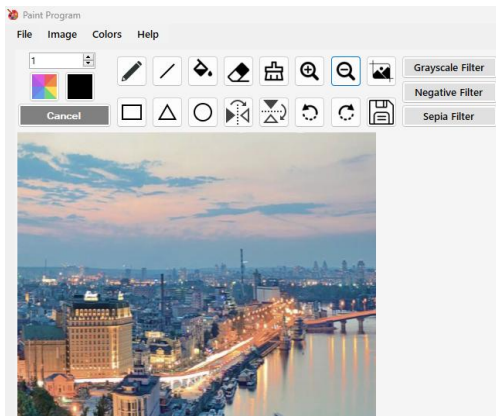 Paint Program
File Image Colors Help
1
Grayscale Filter
Negative Filter
Cancel
Sepia Filter